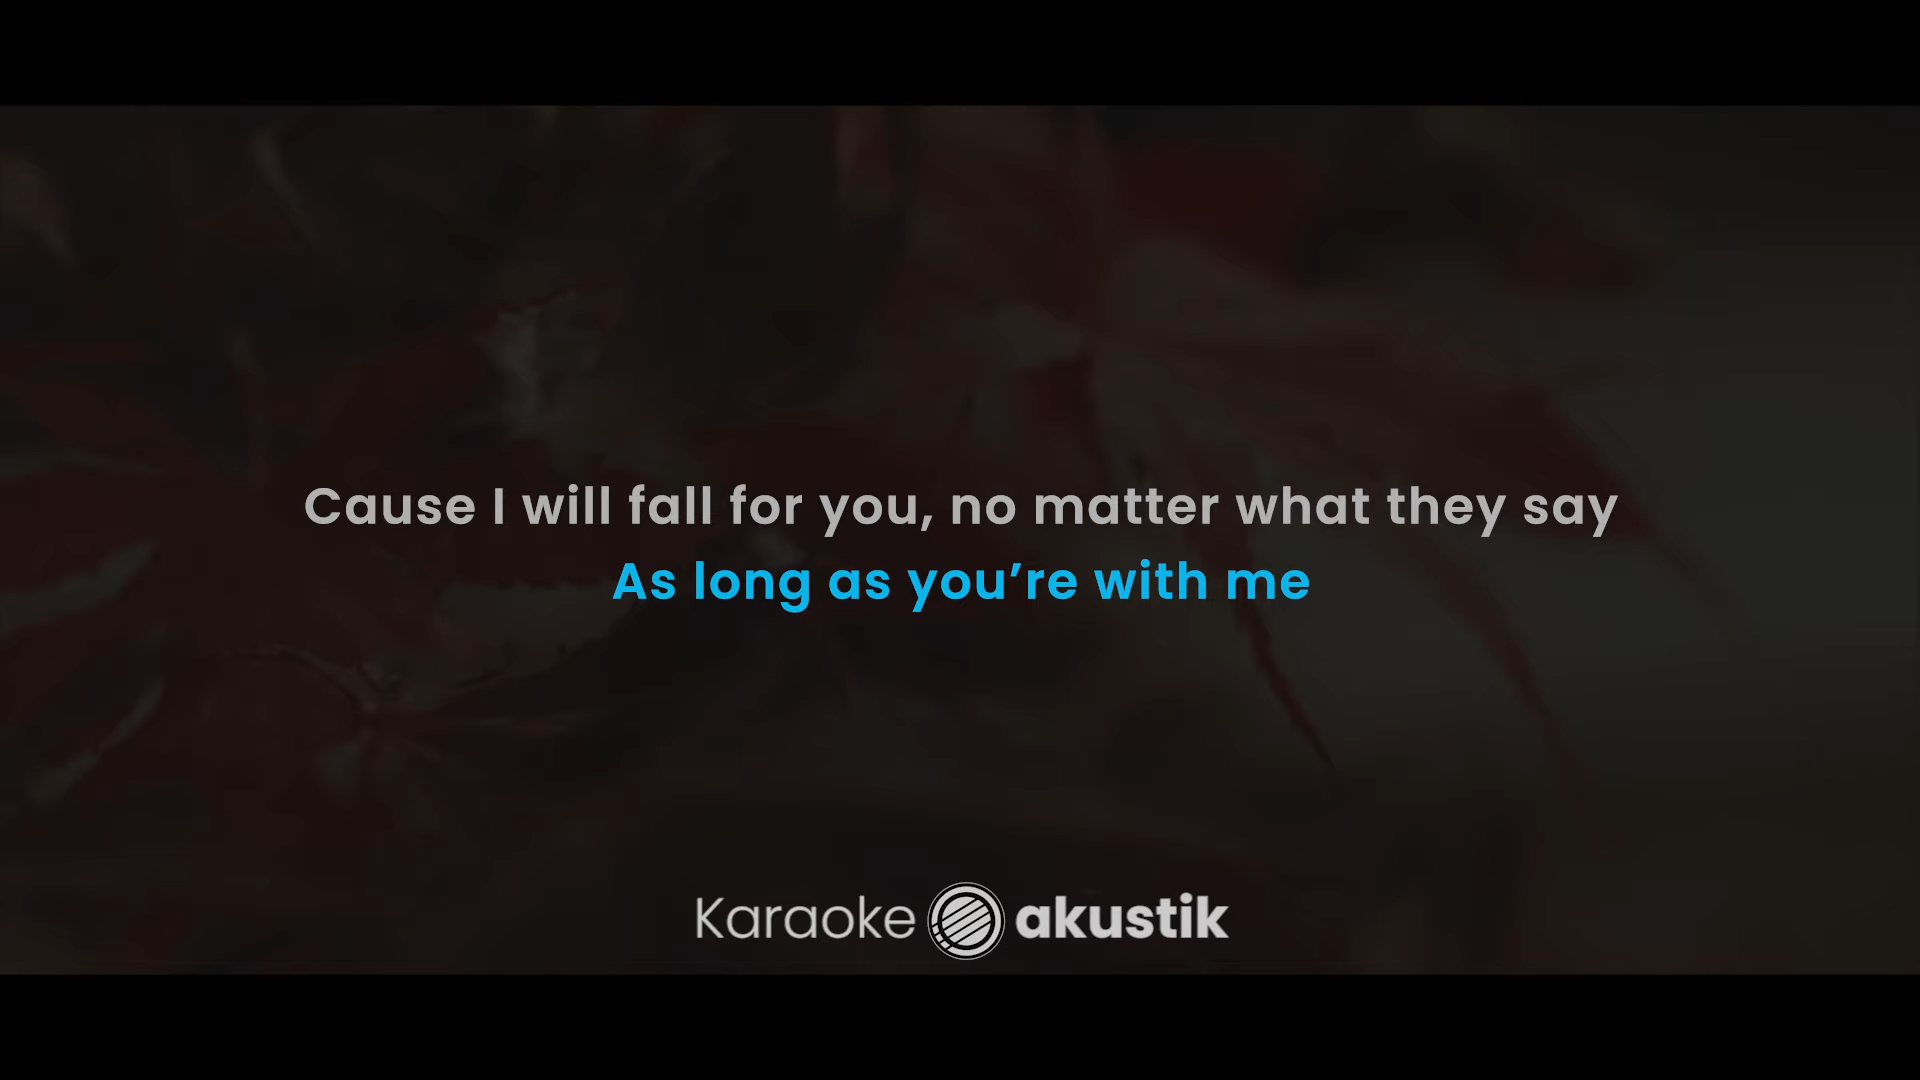 Cause I will fall for you, no matter what they say
As long as you’re with me
Karaoke akustik